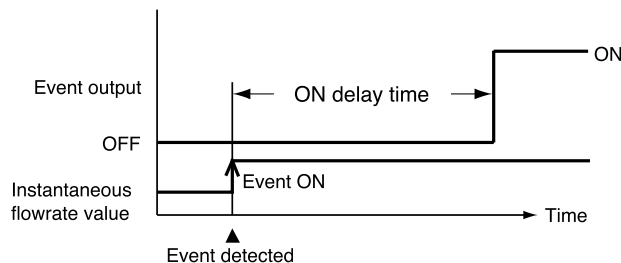 ON
Event output
ON delay time
OFF
Event ON
Instantaneous
flowrate value
Time
Event detected